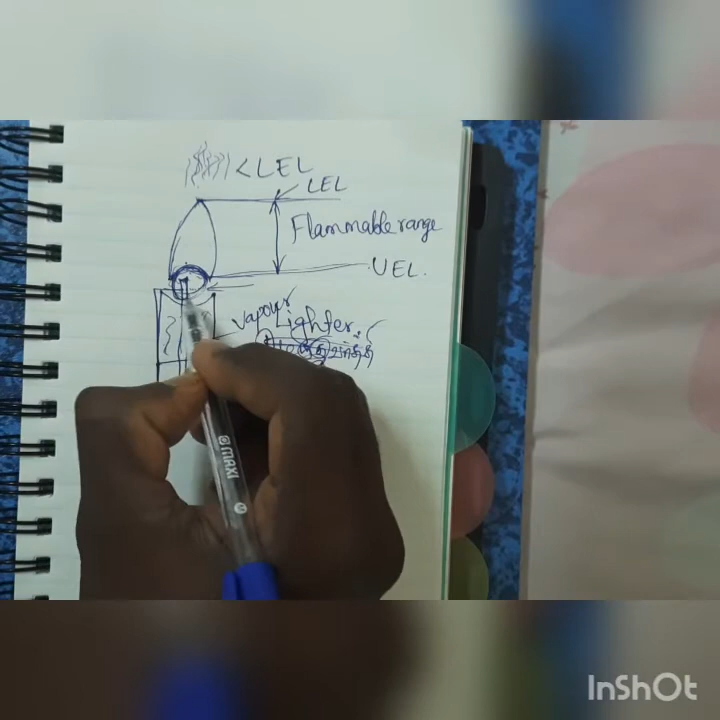 < LEL
LEL
Flammable range
UEL.
Vapour
Lighter.
MAXI
InShOt